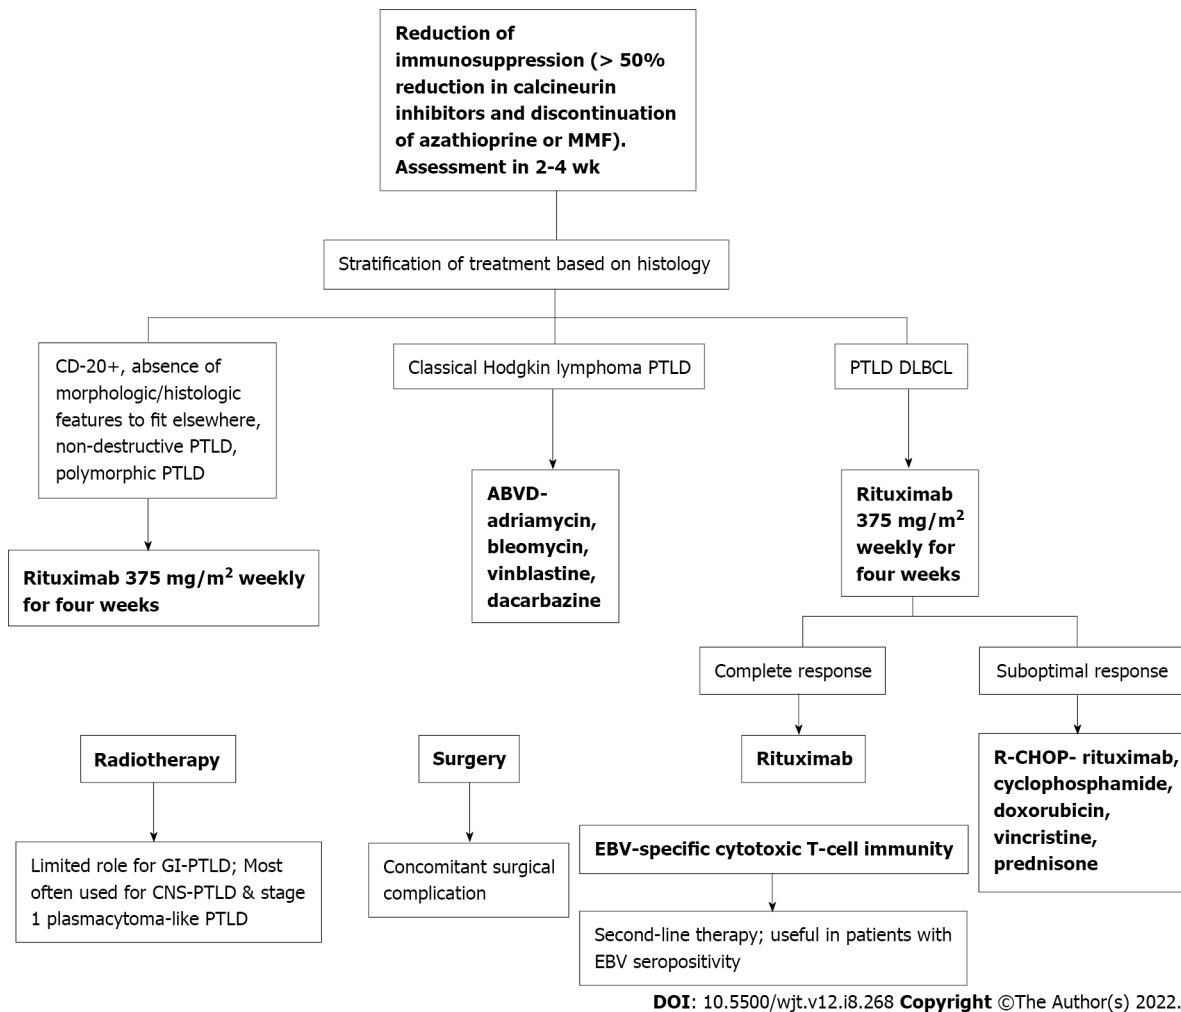 Reduction of
immunosuppression (> 50%
reduction in calcineurin
inhibitors and discontinuation
of azathioprine or MMF).
Assessment in 2-4 wk
Stratification of treatment based on histology
CD-20+, absence of
morphologic/histologic
features to fit elsewhere,
non-destructive PTLD,
polymorphic PTLD
Classical Hodgkin lymphoma PTLD
PTLD DLBCL
Rituximab 375 mg/m² weekly
for four weeks
ABVD-
adriamycin,
bleomycin,
vinblastine,
dacarbazine
Rituximab
375 mg/m²
weekly for
four weeks
Complete response
Suboptimal response
Rituximab
R-CHOP- rituximab,
cyclophosphamide,
doxorubicin,
vincristine,
prednisone
Radiotherapy
Limited role for GI-PTLD; Most
often used for CNS-PTLD & stage
1 plasmacytoma-like PTLD
Surgery
Concomitant surgical
complication
EBV-specific cytotoxic T-cell immunity
Second-line therapy; useful in patients with
EBV seropositivity
DOI: 10.5500/wjt.v12.i8.268 Copyright ©The Author(s) 2022.